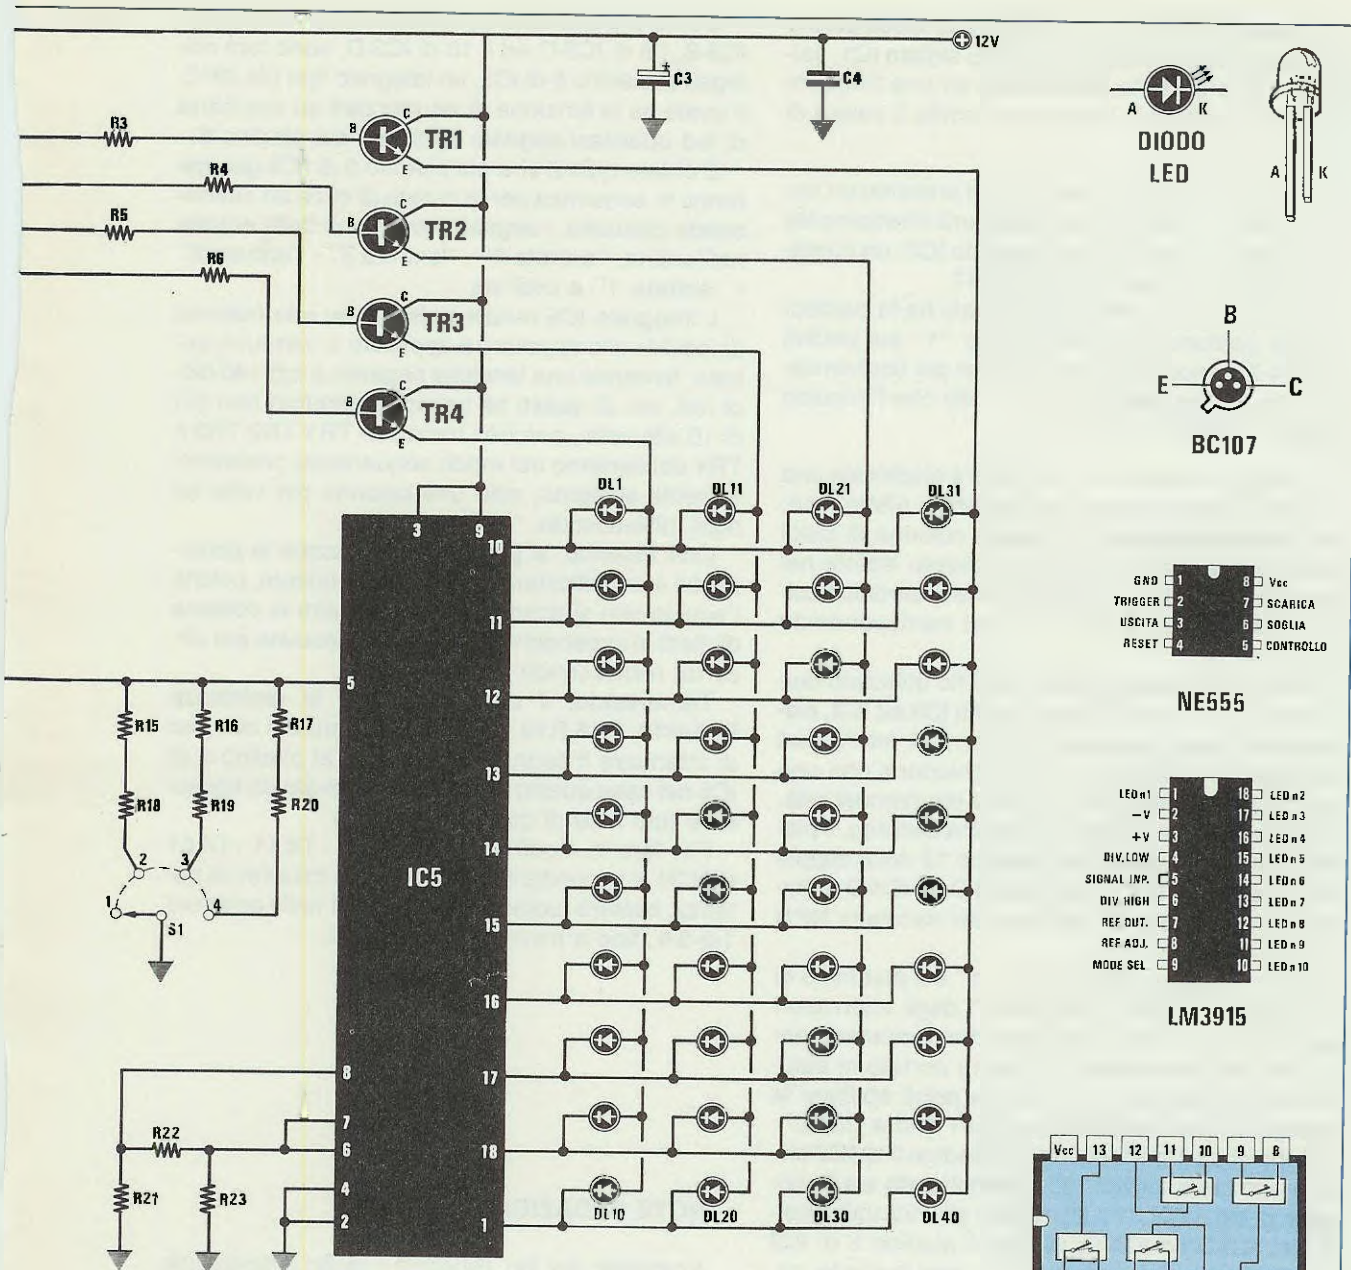 12V
C3
+
C4
R3
B
C
E
TR1
R4
B
C
E
TR2
R5
R6
B
C
E
TR3
B
C
E
TR4
A
K
DIODO
LED
A
K
B
E
C
BC107
DL1
DL11
DL21
DL31
3
9
10
11
12
13
14
15
16
17
18
1
5
8
7
6
4
2
IC5
R15
R16
R17
R18
R19
R20
1
2
3
4
S1
R22
R21
R23
DL10
DL20
DL30
DL40
GND 1
TRIGGER 2
USCITA 3
RESET 4
8 Vcc
7 SCARICA
6 SOGLIA
5 CONTROLLO
NE555
LED n1 1
–V 2
+V 3
DIV.LOW 4
SIGNAL INP. 5
DIV HIGH 6
REF OUT. 7
REF ADJ. 8
MODE SEL 9
18 LED n2
17 LED n3
16 LED n4
15 LED n5
14 LED n6
13 LED n7
12 LED n8
11 LED n9
10 LED n10
LM3915
Vcc 13 12 11 10 9 8